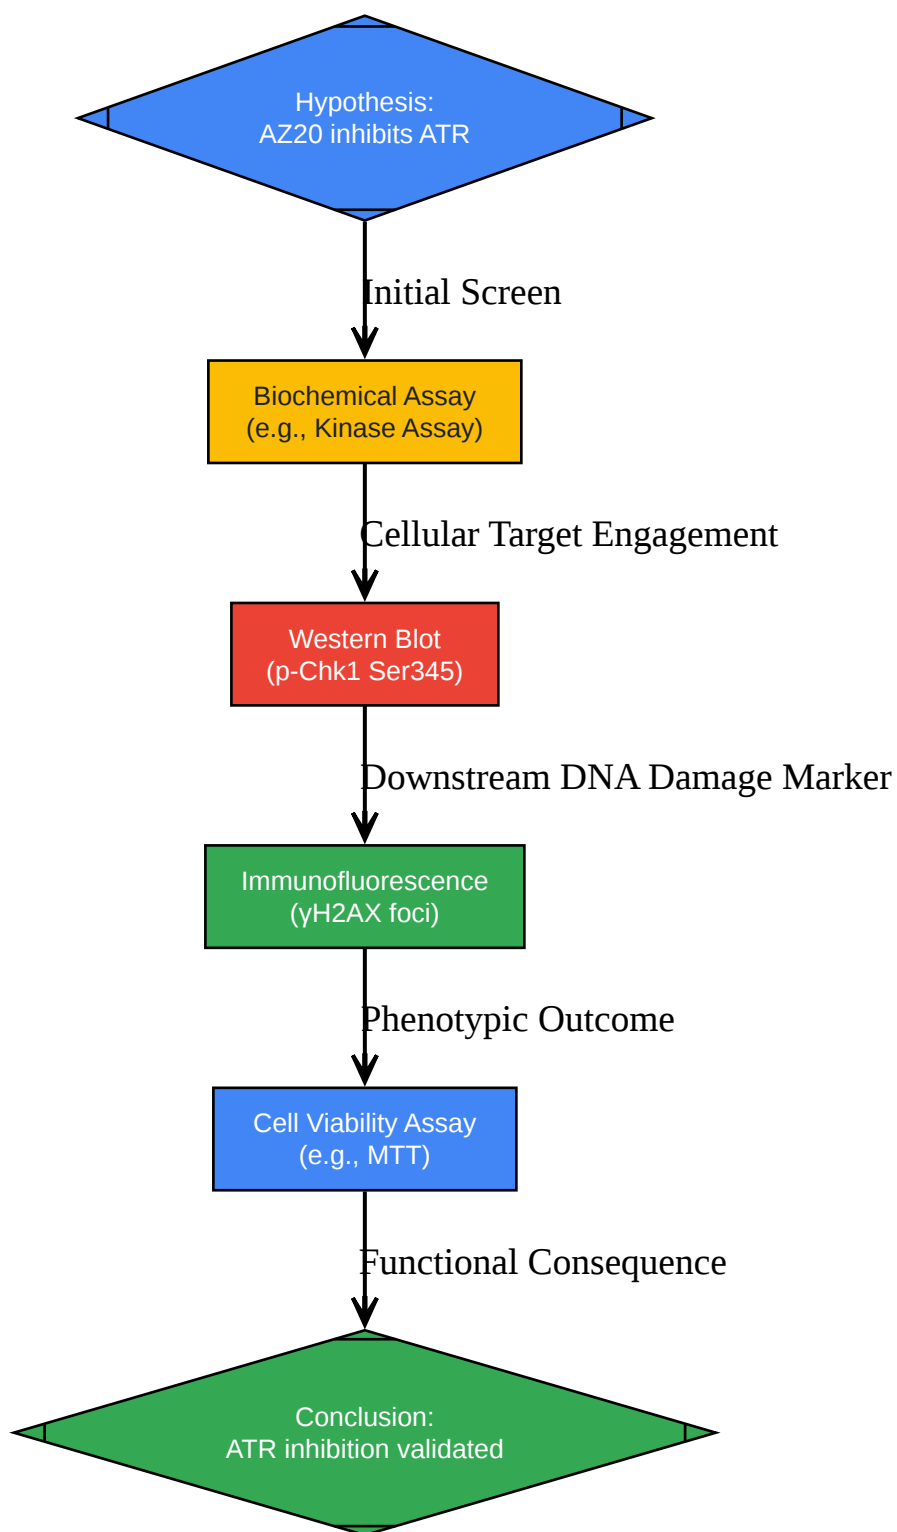 Hypothesis:
AZ20 inhibits ATR
Initial Screen
Biochemical Assay
(e.g., Kinase Assay)
Cellular Target Engagement
Western Blot
(p-Chk1 Ser345)
Downstream DNA Damage Marker
Immunofluorescence
(γH2AX foci)
Phenotypic Outcome
Cell Viability Assay
(e.g., MTT)
Functional Consequence
Conclusion:
ATR inhibition validated